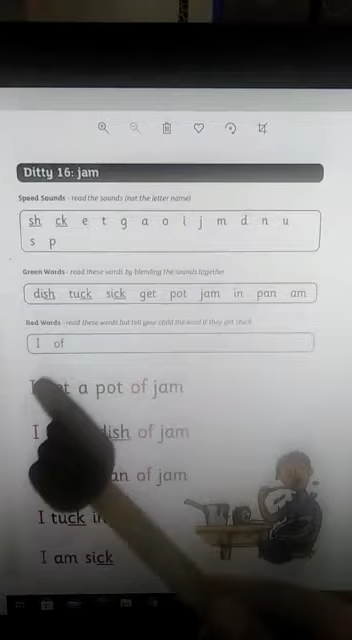 Ditty 16: jam
Speed Sounds - read the sounds (not the letter name)
sh ck e t g a o i j m d n u
s p
Green Words - read these words by blending the sounds together
dish tuck sick get pot jam in pan am
Red Words - read these words but tell your child the word if they get stuck
I of
I a pot of jam
I dish of jam
of jam
I tuck in
I am sick